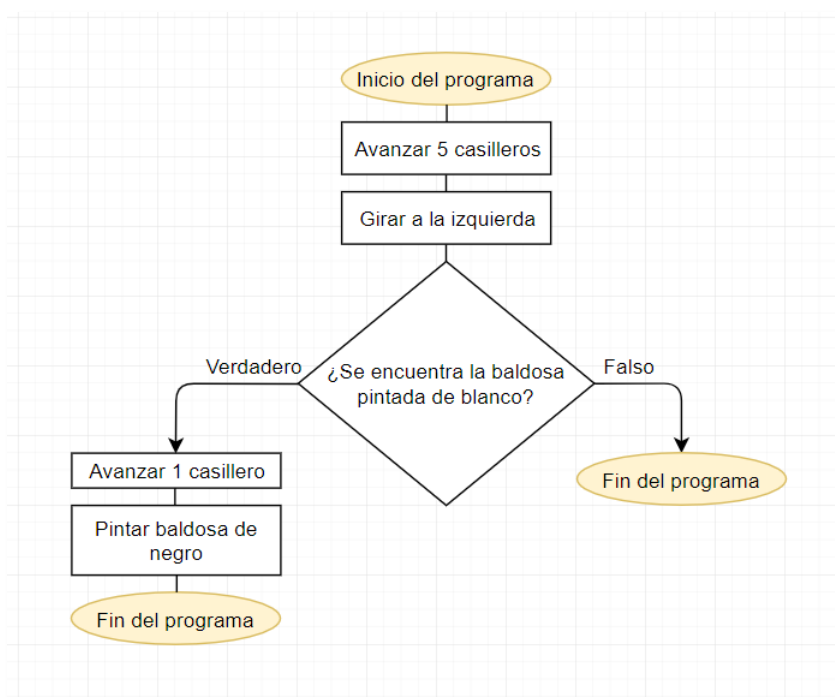 Inicio del programa
Avanzar 5 casilleros
Girar a la izquierda
¿Se encuentra la baldosa
pintada de blanco?
Verdadero
Falso
Avanzar 1 casillero
Pintar baldosa de
negro
Fin del programa
Fin del programa